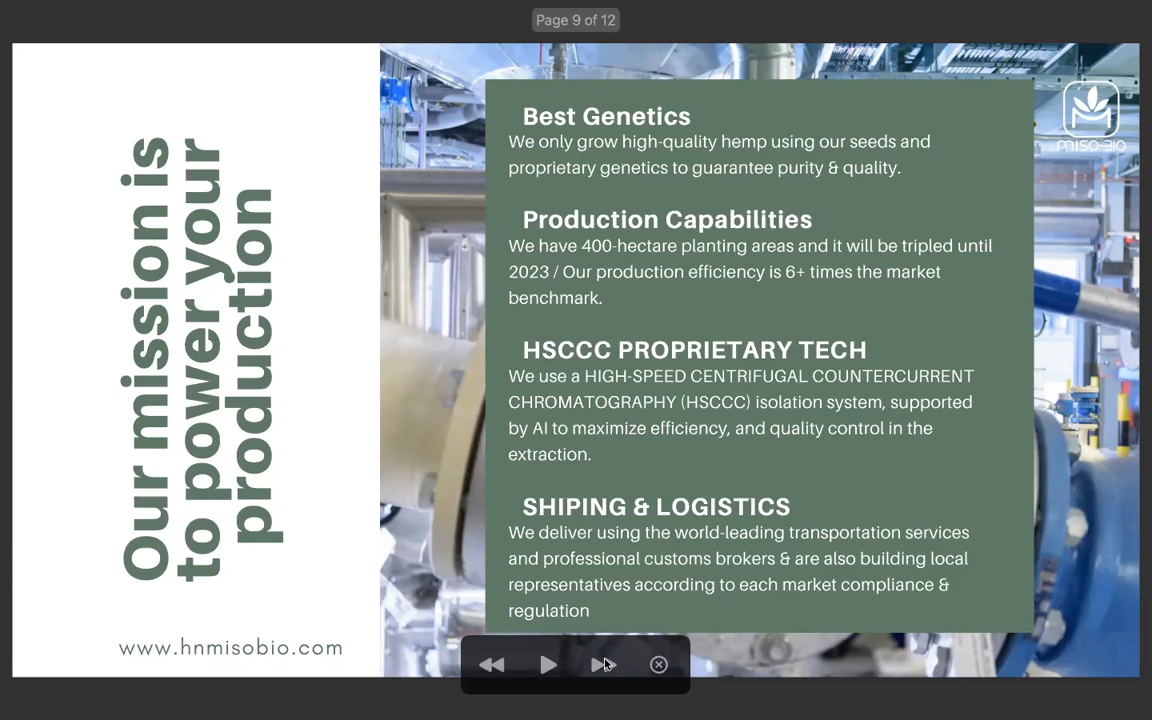 Page 9 of 12
Our mission is
to power your
production
www.hnmisobio.com
Best Genetics
We only grow high-quality hemp using our seeds and
proprietary genetics to guarantee purity & quality.
Production Capabilities
We have 400-hectare planting areas and it will be tripled until
2023 / Our production efficiency is 6+ times the market
benchmark.
HSCCC PROPRIETARY TECH
We use a HIGH-SPEED CENTRIFUGAL COUNTERCURRENT
CHROMATOGRAPHY (HSCCC) isolation system, supported
by AI to maximize efficiency, and quality control in the
extraction.
SHIPING & LOGISTICS
We deliver using the world-leading transportation services
and professional customs brokers & are also building local
representatives according to each market compliance &
regulation
MISO-BIO